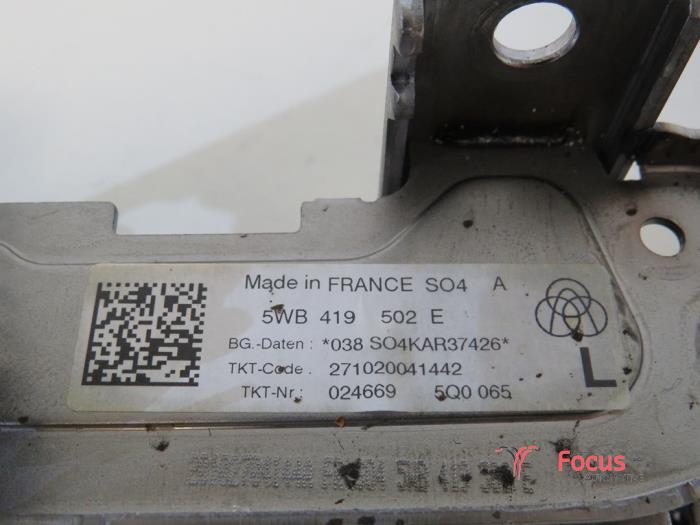 Made in FRANCE SO4 A
5WB 419 502 E
BG.-Daten : *038 SO4KAR37426*
TKT-Code : 271020041442
L
TKT-Nr.: 024669 5Q0 065
Focus
AUTOMOTIVE